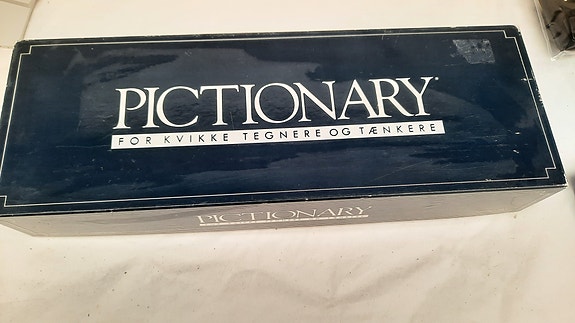 PICTIONARY®
FOR KVIKKE TEGNERE OG TÆNKERE
PICTIONARY